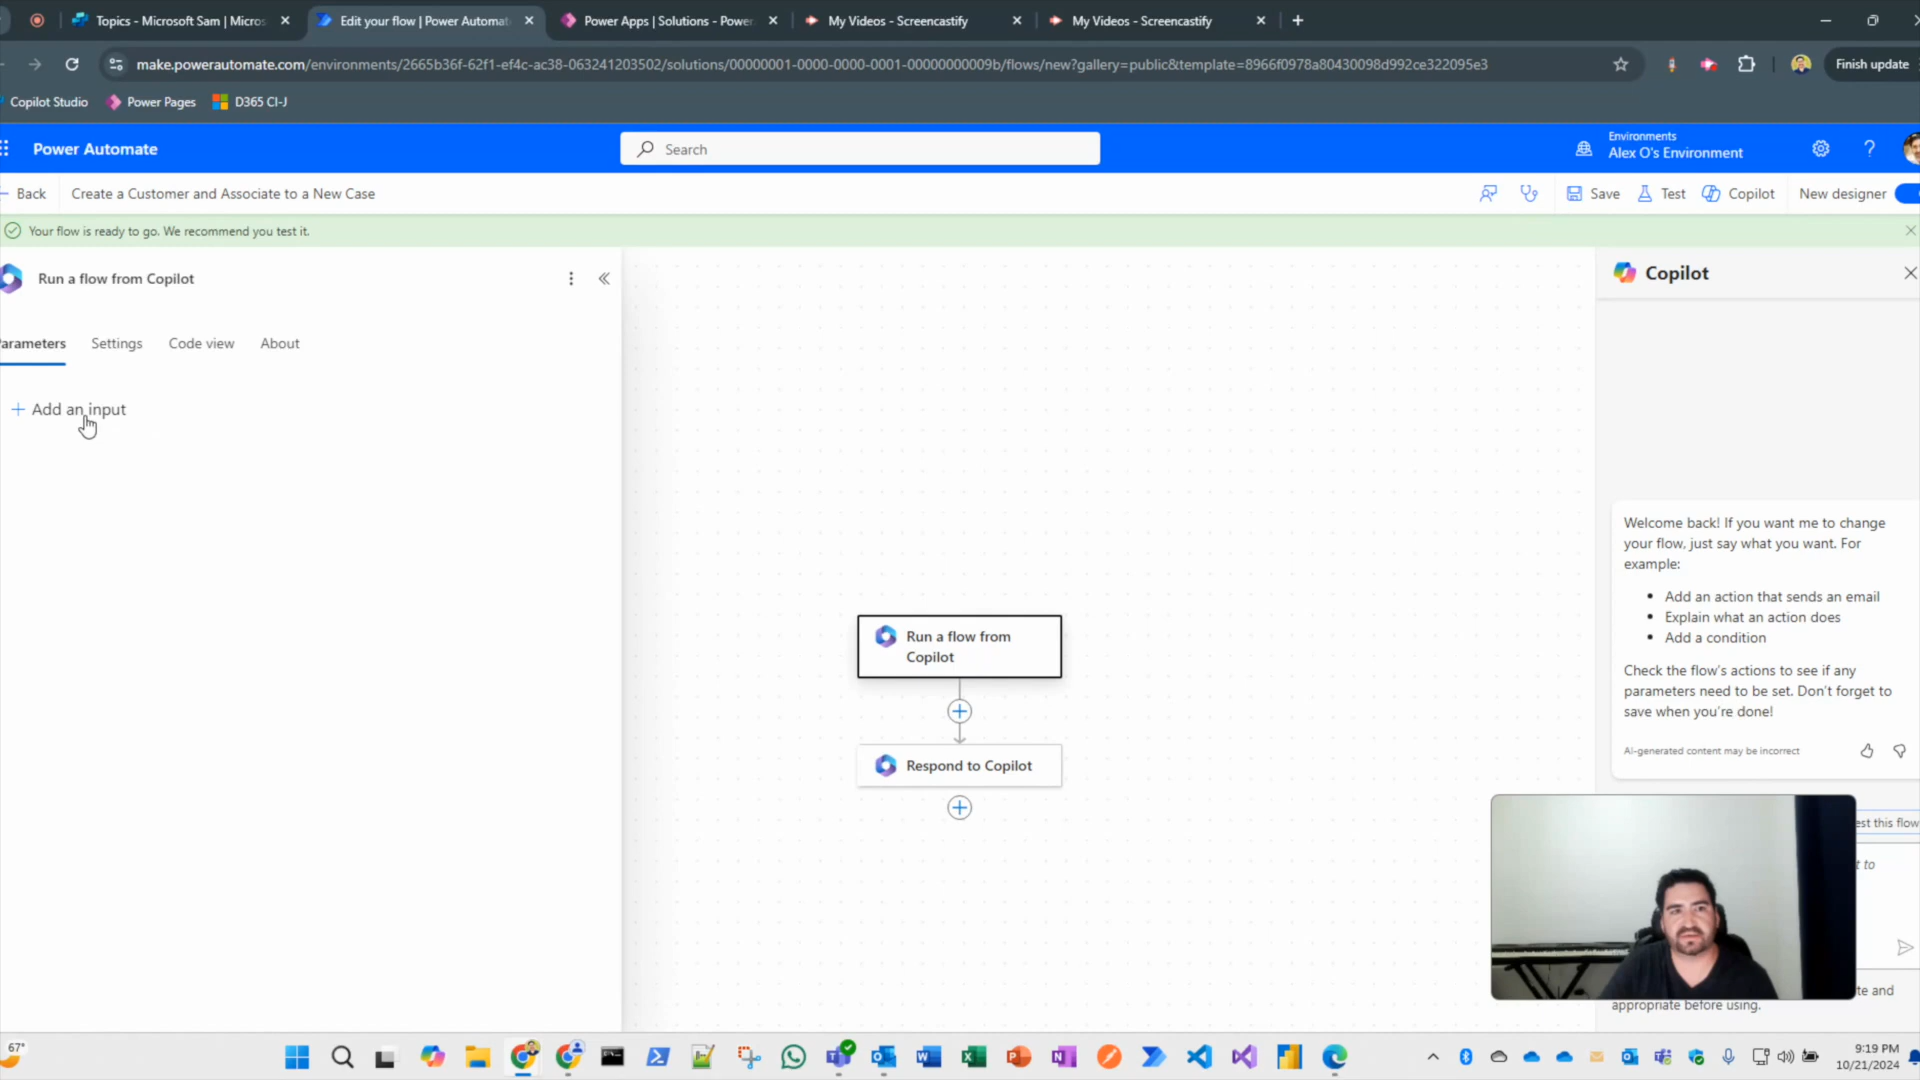 Topics - Microsoft Sam | Micros
Edit your flow | Power Automat
Power Apps | Solutions - Power
My Videos - Screencastify
My Videos - Screencastify
make.powerautomate.com/environments/2665b36f-62f1-ef4c-ac38-063241203502/solutions/00000001-0000-0000-0001-00000000009b/flows/new?gallery=public&template=8966f0978a80430098d992ce322095e3
Finish update
Copilot Studio
Power Pages
D365 CI-J
Power Automate
Search
Environments
Alex O's Environment
Back
Create a Customer and Associate to a New Case
Save
Test
Copilot
New designer
Your flow is ready to go. We recommend you test it.
Run a flow from Copilot
Copilot
arameters
Settings
Code view
About
Add an input
Run a flow from
Copilot
Respond to Copilot
Welcome back! If you want me to change
your flow, just say what you want. For
example:
• Add an action that sends an email
• Explain what an action does
• Add a condition
Check the flow's actions to see if any
parameters need to be set. Don't forget to
save when you're done!
AI-generated content may be incorrect
est this flow
t to
te and
appropriate before using.
67°
9:19 PM
10/21/2024